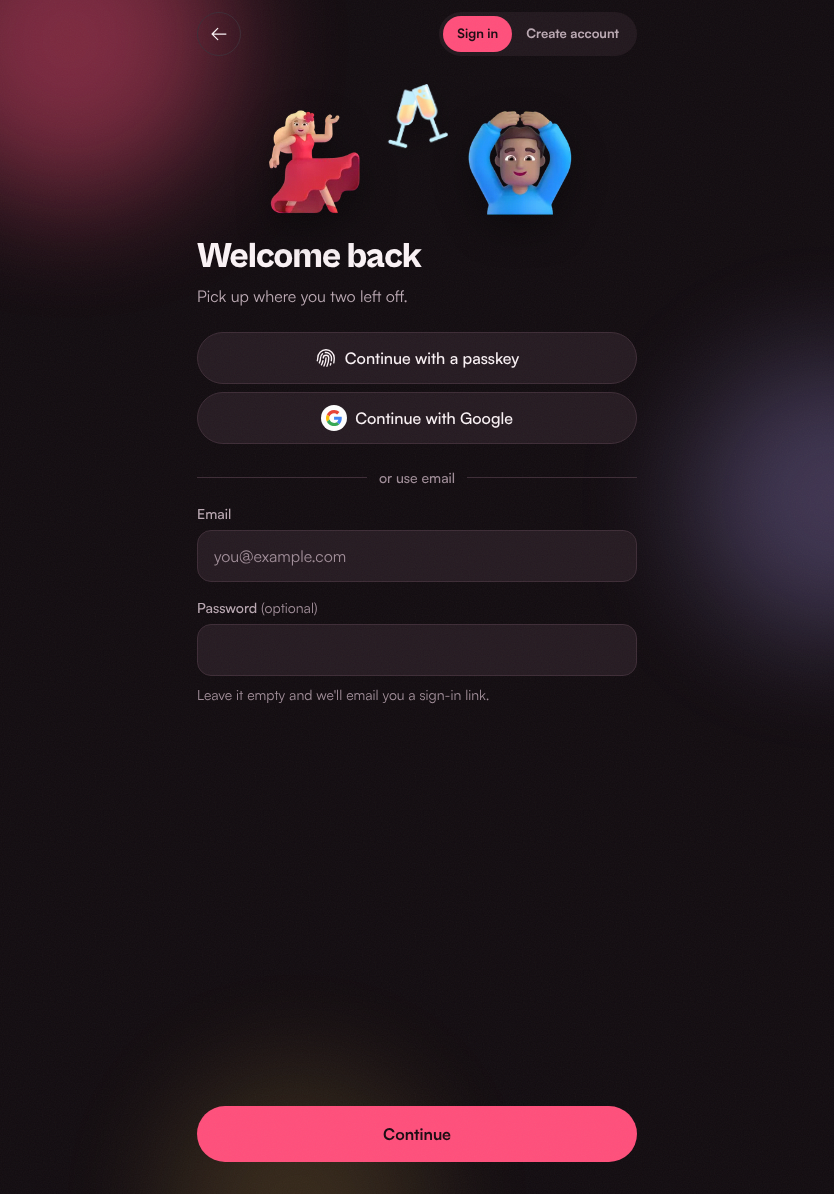 Sign in
Create account
Welcome back
Pick up where you two left off.
Continue with a passkey
Continue with Google
or use email
Email
you@example.com
Password (optional)
Leave it empty and we'll email you a sign-in link.
Continue